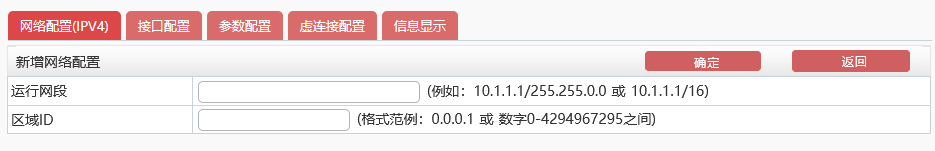 网络配置(IPV4) 接口配置 参数配置 虚连接配置 信息显示
新增网络配置 确定 返回
运行网段 (例如：10.1.1.1/255.255.0.0 或 10.1.1.1/16)
区域ID (格式范例：0.0.0.1 或 数字0-4294967295之间)